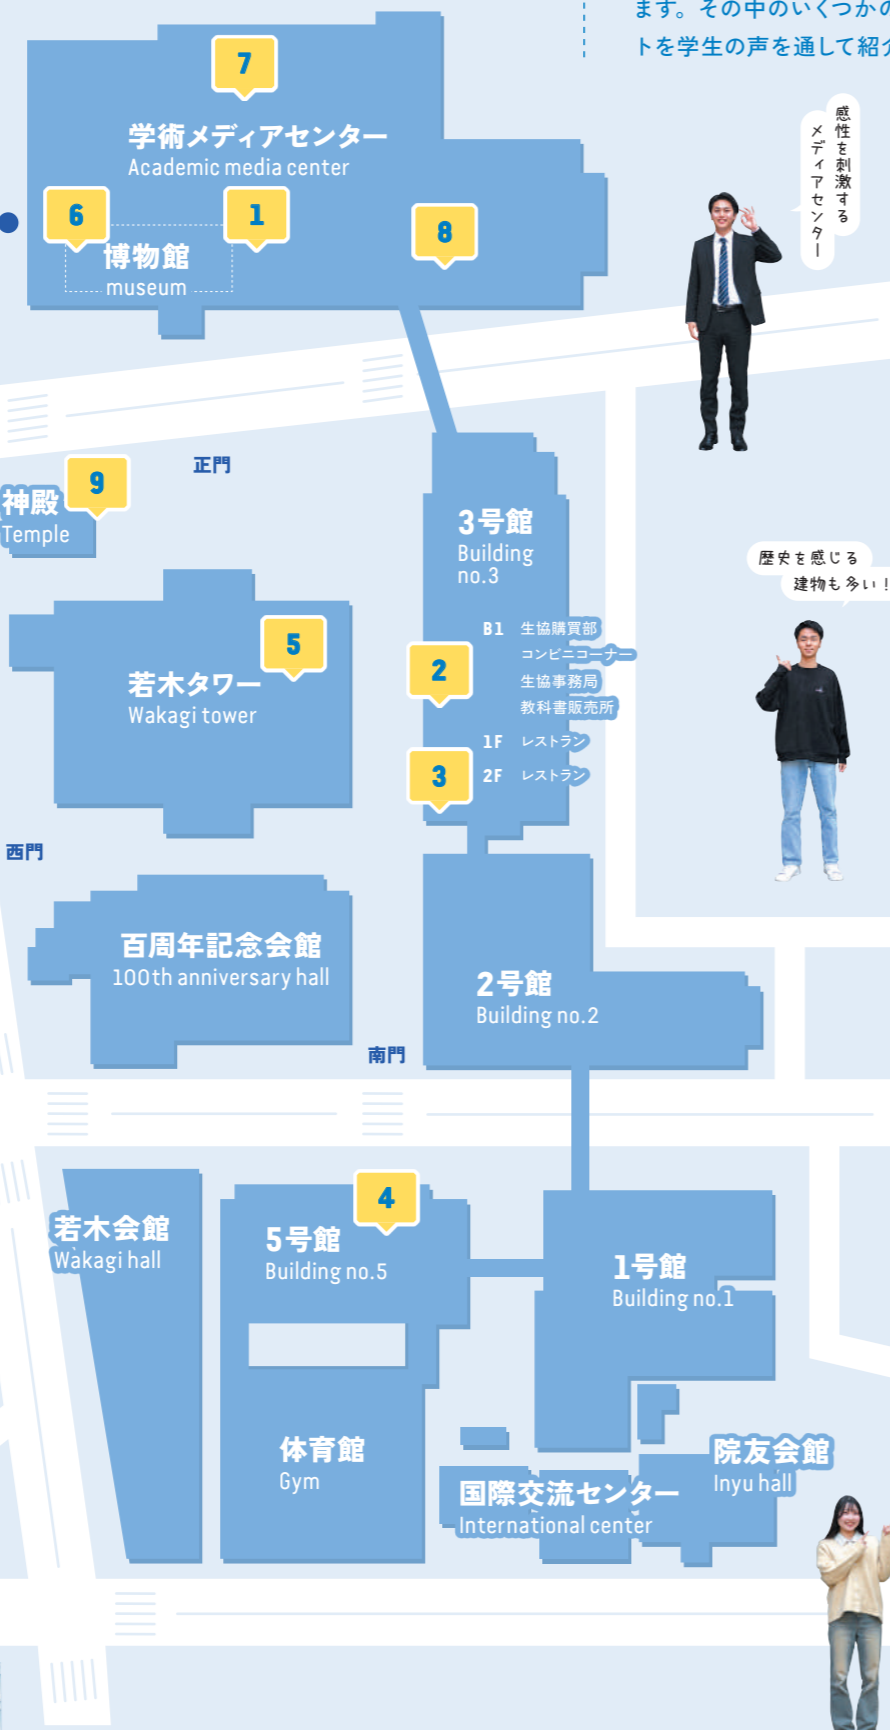 ます。その中のいくつかの
トを学生の声を通して紹
7
学術メディアセンター
Academic media center
6
1
8
博物館
museum
感性を刺激する
メディアセンター
正門
9
神殿
Temple
3号館
Building
no.3
歴史を感じる
建物も多い!
B1 生協購買部
コンビニコーナー
生協事務局
教科書販売所
1F レストラン
2F レストラン
2
3
5
若木タワー
Wakagi tower
西門
百周年記念会館
100th anniversary hall
2号館
Building no.2
南門
4
若木会館
Wakagi hall
5号館
Building no.5
1号館
Building no.1
体育館
Gym
国際交流センター
International center
院友会館
Inyu hall